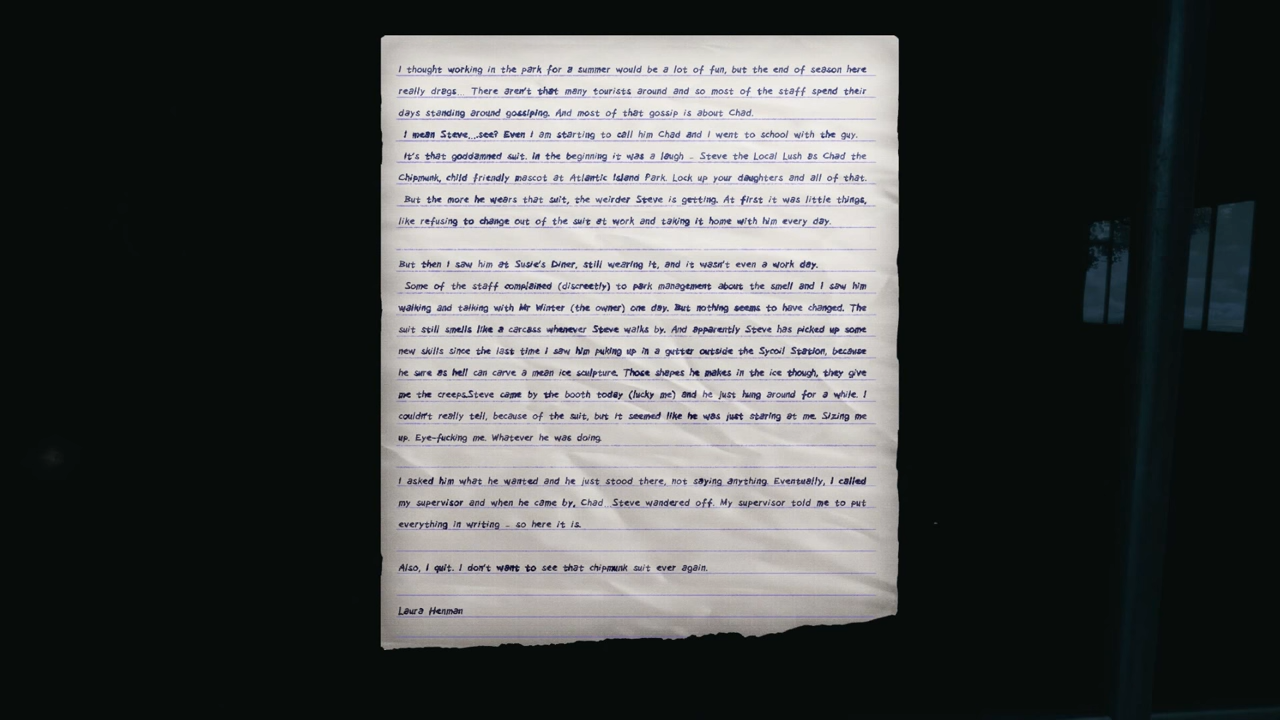 I thought working in the park for a summer would be a lot of fun, but the end of season here
really drags... There aren't that many tourists around and so most of the staff spend their
days standing around gossiping. And most of that gossip is about Chad.
I mean Steve....see? Even I am starting to call him Chad and I went to school with the guy.
It's that goddamned suit. In the beginning it was a laugh - Steve the Local Lush as Chad the
Chipmunk, child friendly mascot at Atlantic Island Park. Lock up your daughters and all of that.
But the more he wears that suit, the weirder Steve is getting. At first it was little things,
like refusing to change out of the suit at work and taking it home with him every day.
But then I saw him at Susie's Diner, still wearing it, and it wasn't even a work day.
Some of the staff complained (discreetly) to park management about the smell and I saw him
walking and talking with Mr Winter (the owner) one day. But nothing seems to have changed. The
suit still smells like a carcass whenever Steve walks by. And apparently Steve has picked up some
new skills since the last time I saw him puking up in a gutter outside the Sycoil Station, because
he sure as hell can carve a mean ice sculpture. Those shapes he makes in the ice though, they give
me the creeps.Steve came by the booth today (lucky me) and he just hung around for a while. I
couldn't really tell, because of the suit, but it seemed like he was just staring at me. Sizing me
up. Eye-fucking me. Whatever he was doing.
I asked him what he wanted and he just stood there, not saying anything. Eventually, I called
my supervisor and when he came by, Chad...Steve wandered off. My supervisor told me to put
everything in writing - so here it is.
Also, I quit. I don't want to see that chipmunk suit ever again.
Laura Henman